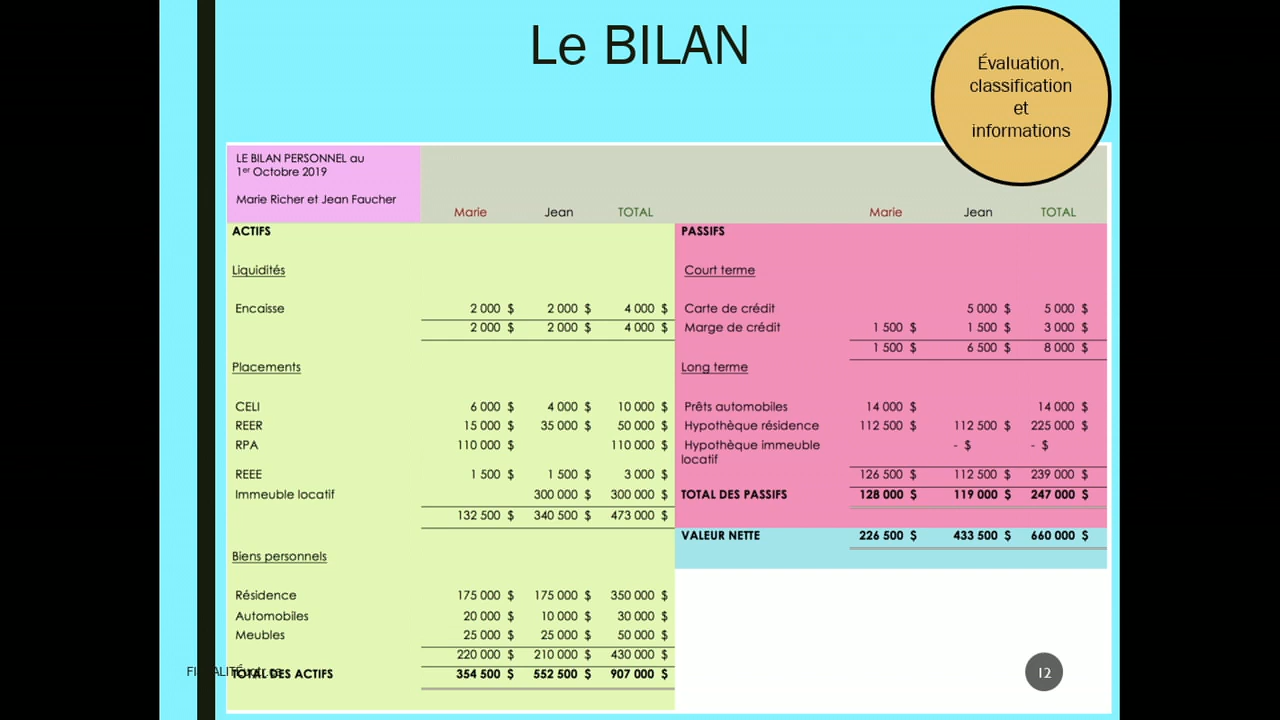 Le BILAN
Évaluation,
classification
et
informations
LE BILAN PERSONNEL au
1er Octobre 2019
Marie Richer et Jean Faucher
Marie Jean TOTAL Marie Jean TOTAL
ACTIFS PASSIFS
Liquidités Court terme
Encaisse 2 000 $ 2 000 $ 4 000 $ Carte de crédit 5 000 $ 5 000 $
2 000 $ 2 000 $ 4 000 $ Marge de crédit 1 500 $ 1 500 $ 3 000 $
1 500 $ 6 500 $ 8 000 $
Placements Long terme
CELI 6 000 $ 4 000 $ 10 000 $ Prêts automobiles 14 000 $ 14 000 $
REER 15 000 $ 35 000 $ 50 000 $ Hypothèque résidence 112 500 $ 112 500 $ 225 000 $
RPA 110 000 $ 110 000 $ Hypothèque immeuble - $ - $
locatif
REEE 1 500 $ 1 500 $ 3 000 $ 126 500 $ 112 500 $ 239 000 $
Immeuble locatif 300 000 $ 300 000 $ TOTAL DES PASSIFS 128 000 $ 119 000 $ 247 000 $
132 500 $ 340 500 $ 473 000 $
VALEUR NETTE 226 500 $ 433 500 $ 660 000 $
Biens personnels
Résidence 175 000 $ 175 000 $ 350 000 $
Automobiles 20 000 $ 10 000 $ 30 000 $
Meubles 25 000 $ 25 000 $ 50 000 $
220 000 $ 210 000 $ 430 000 $
TOTAL DES ACTIFS 354 500 $ 552 500 $ 907 000 $
12